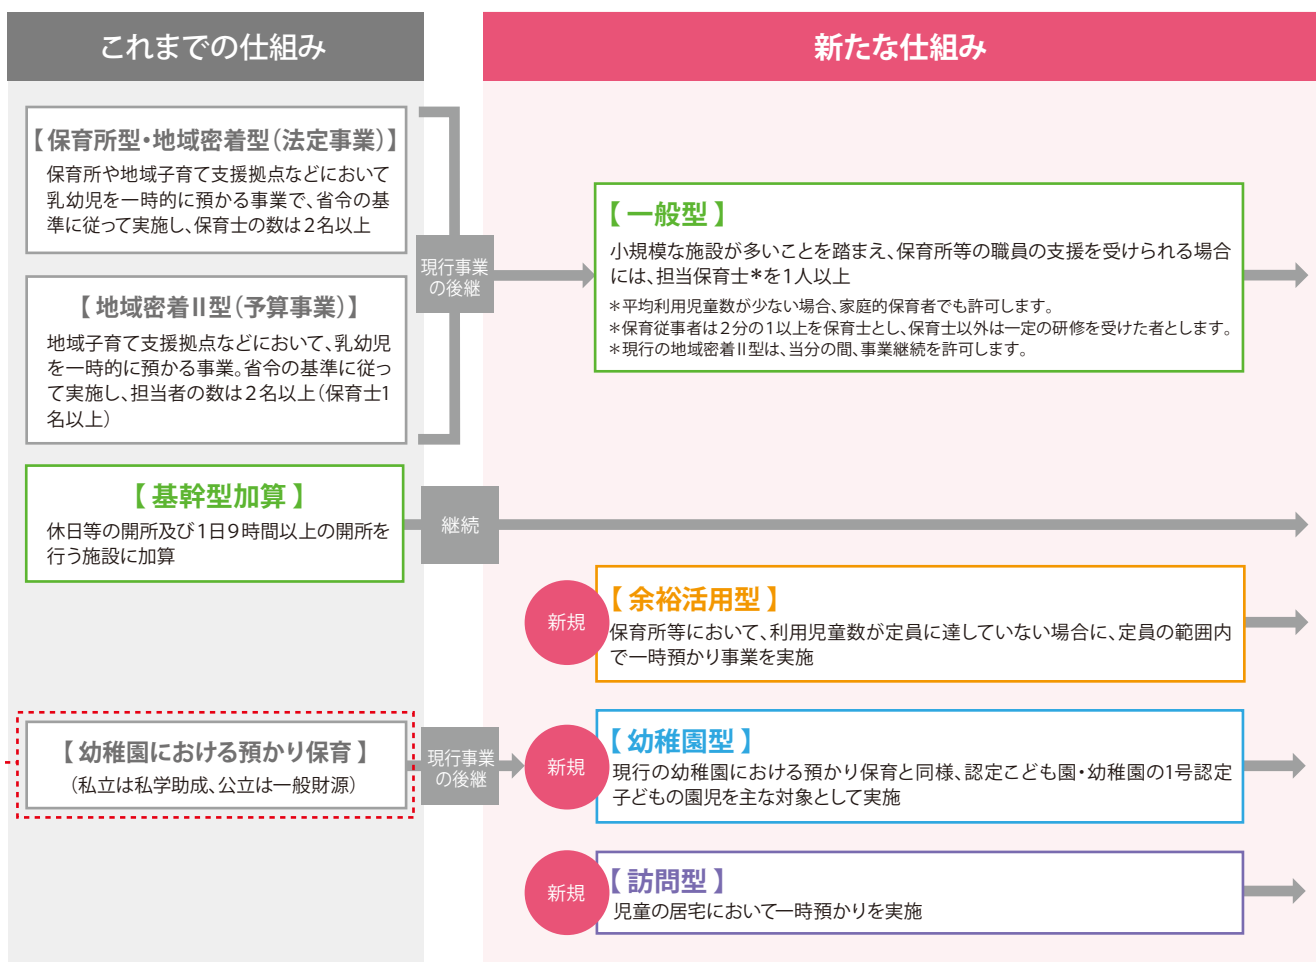 これまでの仕組み
新たな仕組み
【 保育所型・地域密着型（法定事業）】
保育所や地域子育て支援拠点などにおいて
乳幼児を一時的に預かる事業で、省令の基
準に従って実施し、保育士の数は2名以上
【 地域密着Ⅱ型（予算事業）】
地域子育て支援拠点などにおいて、乳幼児
を一時的に預かる事業。省令の基準に従っ
て実施し、担当者の数は2名以上（保育士1
名以上）
現行事業
の後継
【 一般型 】
小規模な施設が多いことを踏まえ、保育所等の職員の支援を受けられる場合
には、担当保育士＊を1人以上
＊平均利用児童数が少ない場合、家庭的保育者でも許可します。
＊保育従事者は2分の1以上を保育士とし、保育士以外は一定の研修を受けた者とします。
＊現行の地域密着Ⅱ型は、当分の間、事業継続を許可します。
【 基幹型加算 】
休日等の開所及び1日9時間以上の開所を
行う施設に加算
継続
新規
【 余裕活用型 】
保育所等において、利用児童数が定員に達していない場合に、定員の範囲内
で一時預かり事業を実施
【 幼稚園における預かり保育 】
（私立は私学助成、公立は一般財源）
現行事業
の後継
新規
【 幼稚園型 】
現行の幼稚園における預かり保育と同様、認定こども園・幼稚園の1号認定
子どもの園児を主な対象として実施
新規
【 訪問型 】
児童の居宅において一時預かりを実施